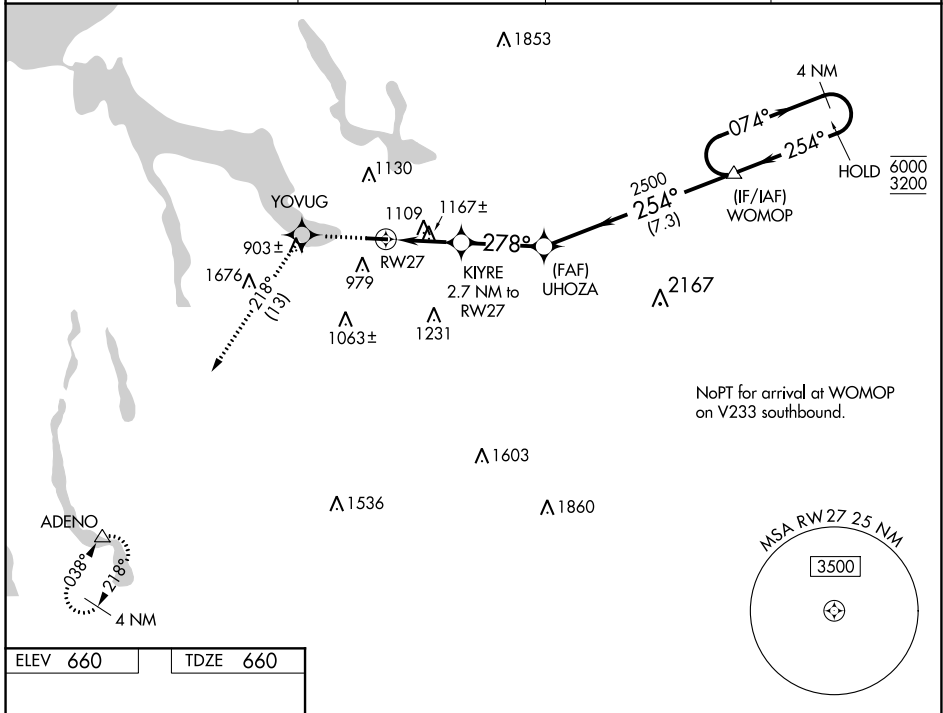 1853
4 NM
074°
254°
HOLD
6000
3200
(IF/IAF)
WOMOP
2500
254°
(7.3)
1130
YOVUG
1109
1167±
903±
RW27
278°
979
KIYRE
2.7 NM to
RW27
(FAF)
UHOZA
1676
218°
(13)
1063±
1231
2167
NoPT for arrival at WOMOP
on V233 southbound.
1603
1536
1860
ADENO
038°
218°
4 NM
MSA RW27 25 NM
3500
ELEV 660
TDZE 660